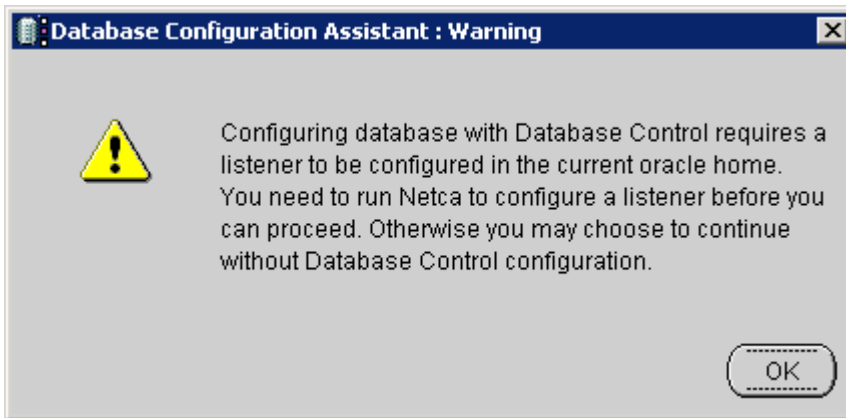 Database Configuration Assistant : Warning
Configuring database with Database Control requires a
listener to be configured in the current oracle home.
You need to run Netca to configure a listener before you
can proceed. Otherwise you may choose to continue
without Database Control configuration.
OK